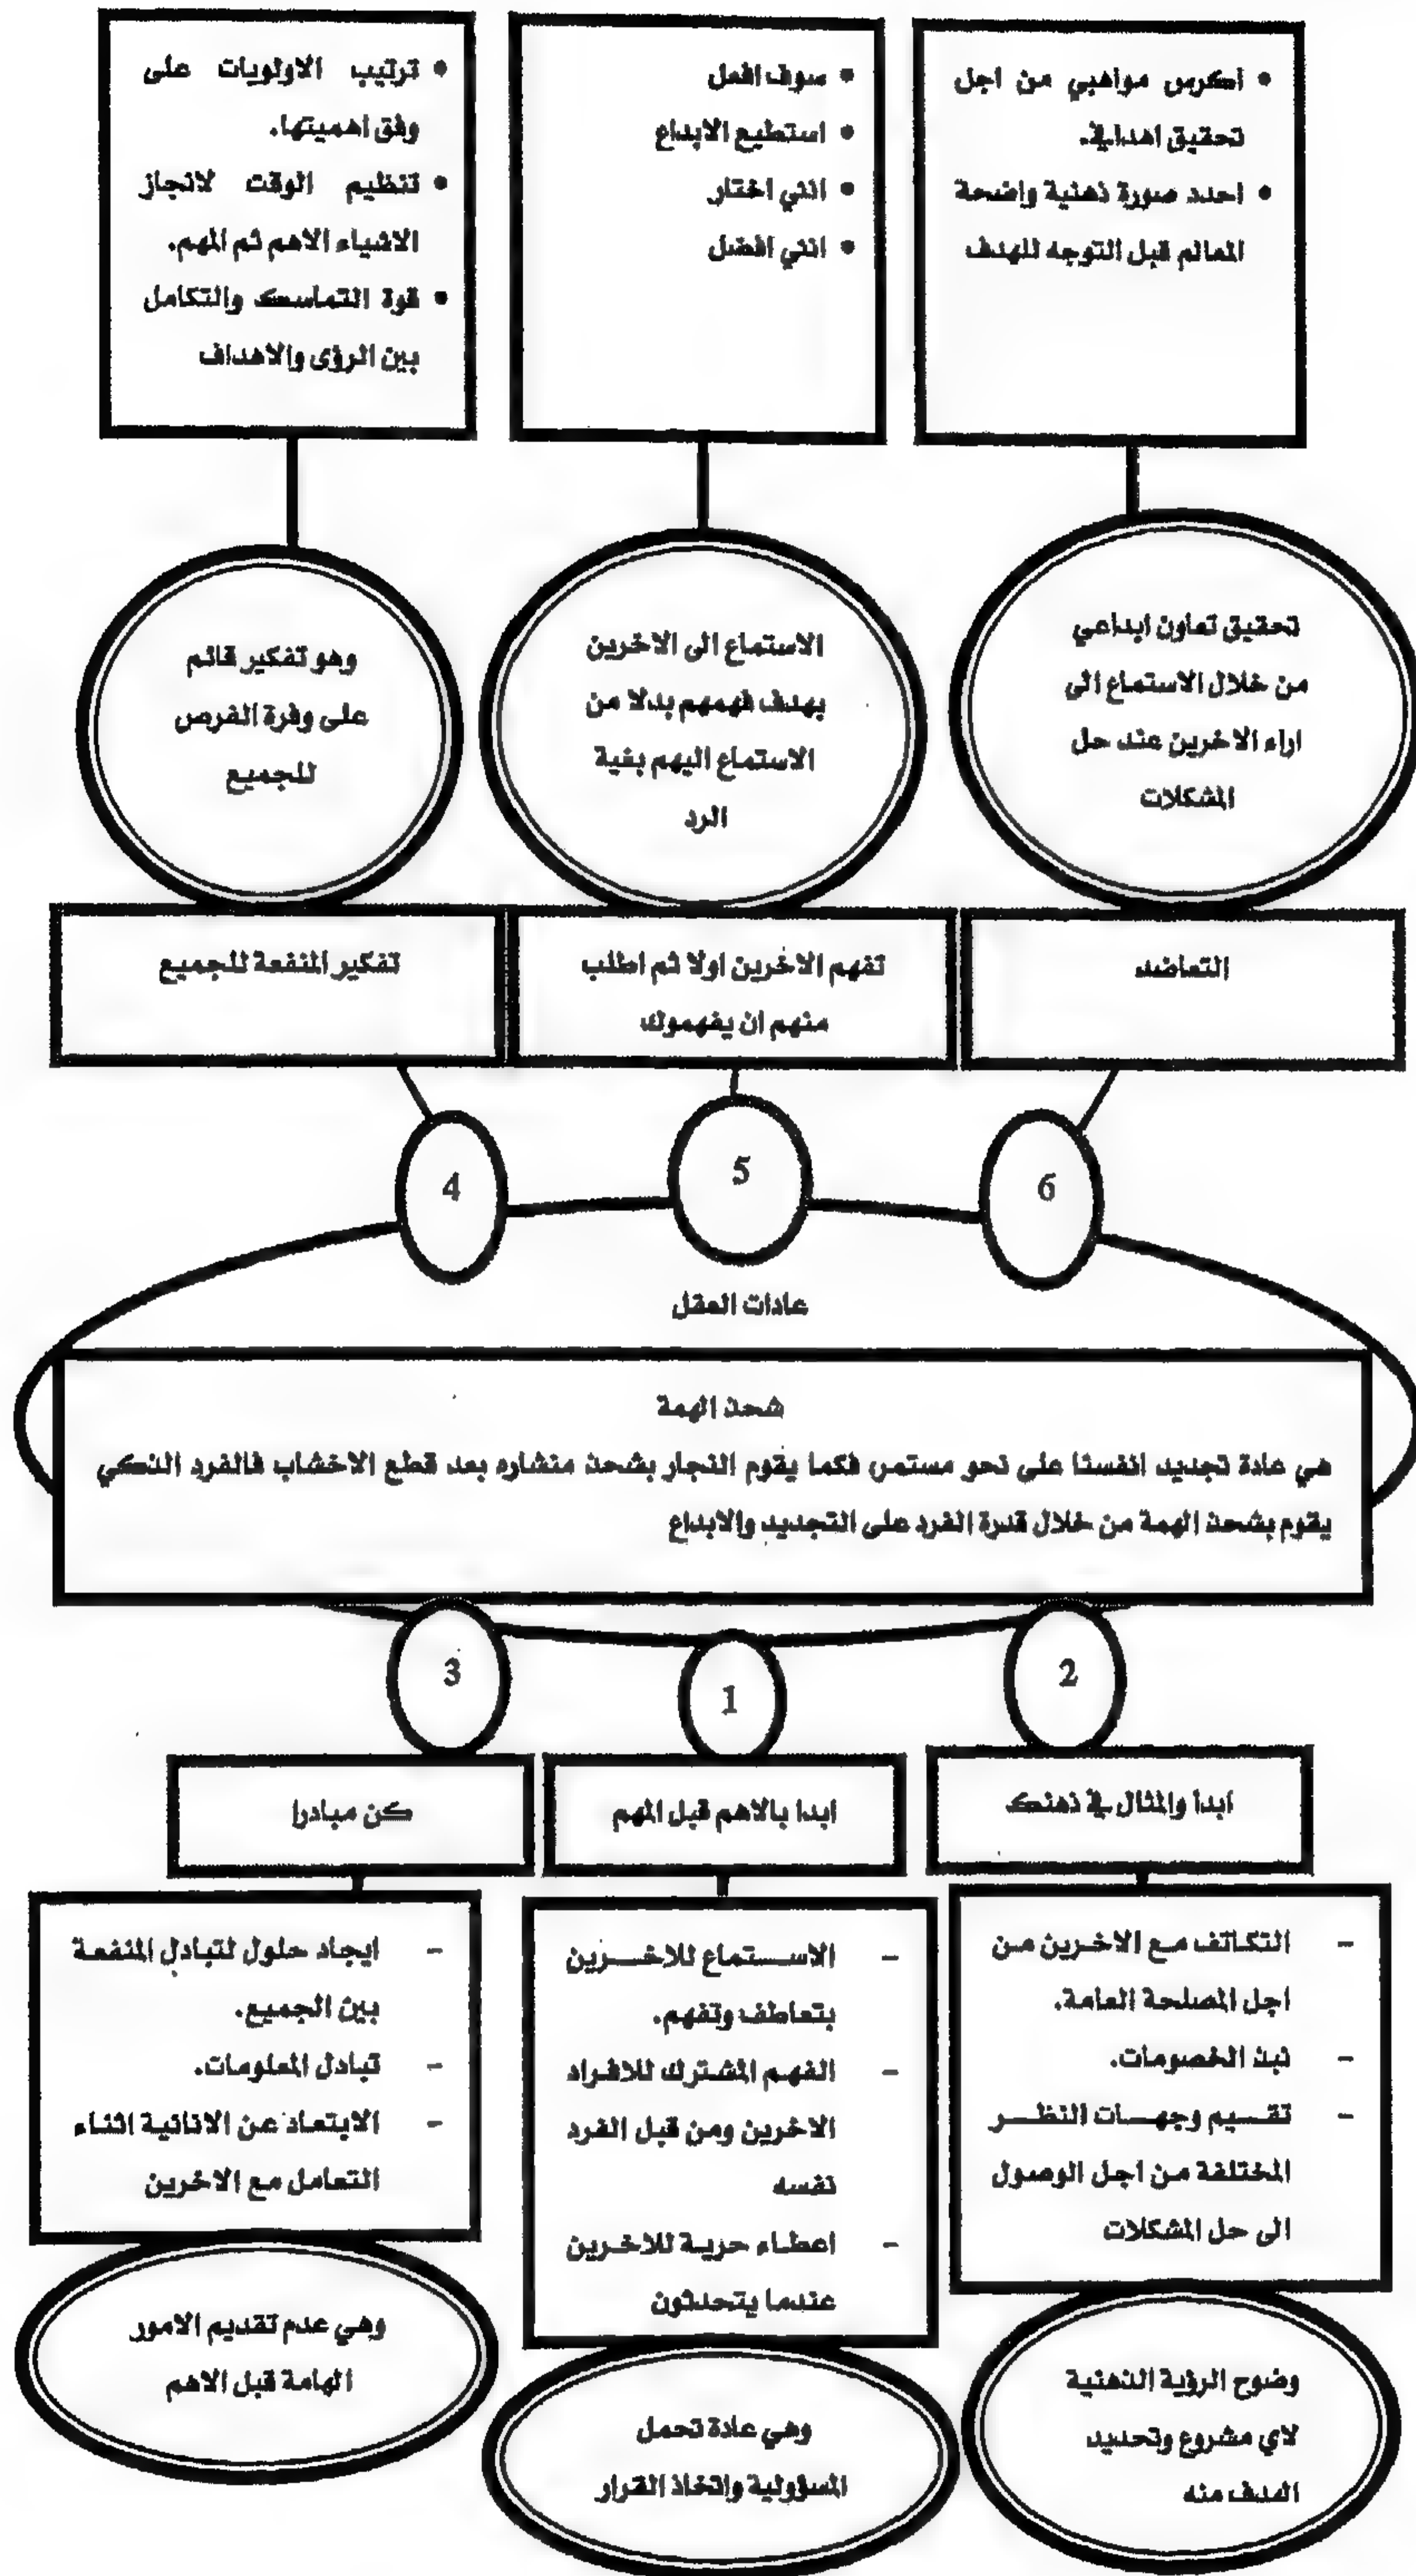 أكرس مواهبي من اجل
تحقيق اهدافي.
احدد صورة ذهنية واضحة
المعالم قبل التوجه للهدف
سوف افعل
استطيع الابداع
انني اختار
انني افضل
ترتيب الاولويات على
وفق اهميتها.
تنظيم الوقت لانجاز
الاشياء الاهم ثم المهم.
قوة التماسك والتكامل
بين الرؤى والاهداف
تحقيق تعاون ابداعي
من خلال الاستماع الى
اراء الاخرين عند حل
المشكلات
الاستماع الى الاخرين
بهدف فهمهم بدلا من
الاستماع اليهم بغية
الرد
وهو تفكير قائم
على وفرة الفرص
للجميع
التعاضد
تفهم الاخرين اولا ثم اطلب
منهم ان يفهموك
تفكير المنفعة للجميع
6
5
4
عادات العقل
شحذ الهمة
هي عادة تجديد انفسنا على نحو مستمر، فكما يقوم النجار بشحذ منشاره بعد قطع الاخشاب فالفرد الذكي
يقوم بشحذ الهمة من خلال قدرة الفرد على التجديد والابداع
2
1
3
ابدأ والمثال في ذهنك
ابدا بالاهم قبل المهم
كن مبادرا
- التكاتف مع الاخرين من
اجل المصلحة العامة.
- نبذ الخصومات.
- تقسيم وجهات النظر
المختلفة من اجل الوصول
الى حل المشكلات
- الاستماع للاخرين
بتعاطف وتفهم.
- الفهم المشترك للافراد
الاخرين ومن قبل الفرد
نفسه
- اعطاء حرية للاخرين
عندما يتحدثون
- ايجاد حلول لتبادل المنفعة
بين الجميع.
- تبادل المعلومات.
- الابتعاد عن الانانية اثناء
التعامل مع الاخرين
وضوح الرؤية الذهنية
لاي مشروع وتحديد
الهدف منه
وهي عادة تحمل
المسؤولية واتخاذ القرار
وهي عدم تقديم الامور
الهامة قبل الاهم